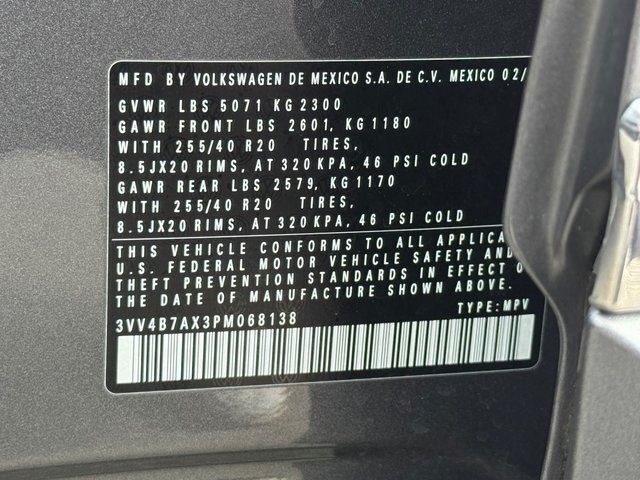 MFD BY VOLKSWAGEN DE MEXICO S.A. DE C.V. MEXICO 02/
GVWR LBS 5071 KG 2300
GAWR FRONT LBS 2601, KG 1180
WITH 255/40 R20 TIRES,
8.5JX20 RIMS, AT 320 KPA, 46 PSI COLD
GAWR REAR LBS 2579, KG 1170
WITH 255/40 R20 TIRES,
8.5JX20 RIMS, AT 320 KPA, 46 PSI COLD
THIS VEHICLE CONFORMS TO ALL APPLICA
U.S. FEDERAL MOTOR VEHICLE SAFETY AND
THEFT PREVENTION STANDARDS IN EFFECT O
THE DATE OF MANUFACTURE SHOWN ABOVE.
3VV4B7AX3PM068138 TYPE: MPV